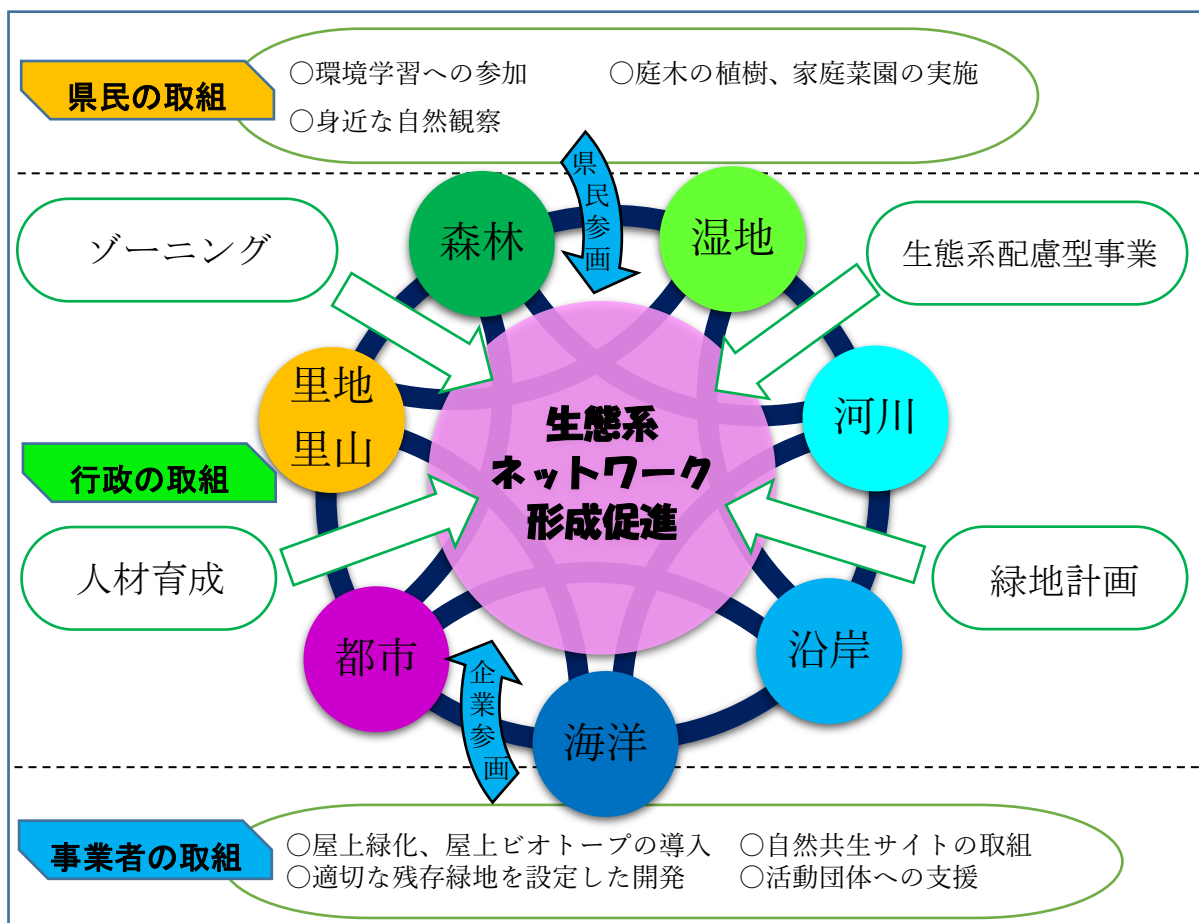 県民の取組
〇環境学習への参加
〇庭木の植樹、家庭菜園の実施
〇身近な自然観察
県民参画
森林
湿地
ゾーニング
生態系配慮型事業
里地
里山
河川
生態系
ネットワーク
形成促進
行政の取組
人材育成
緑地計画
都市
沿岸
企業参画
海洋
事業者の取組
〇屋上緑化、屋上ビオトープの導入
〇自然共生サイトの取組
〇適切な残存緑地を設定した開発
〇活動団体への支援